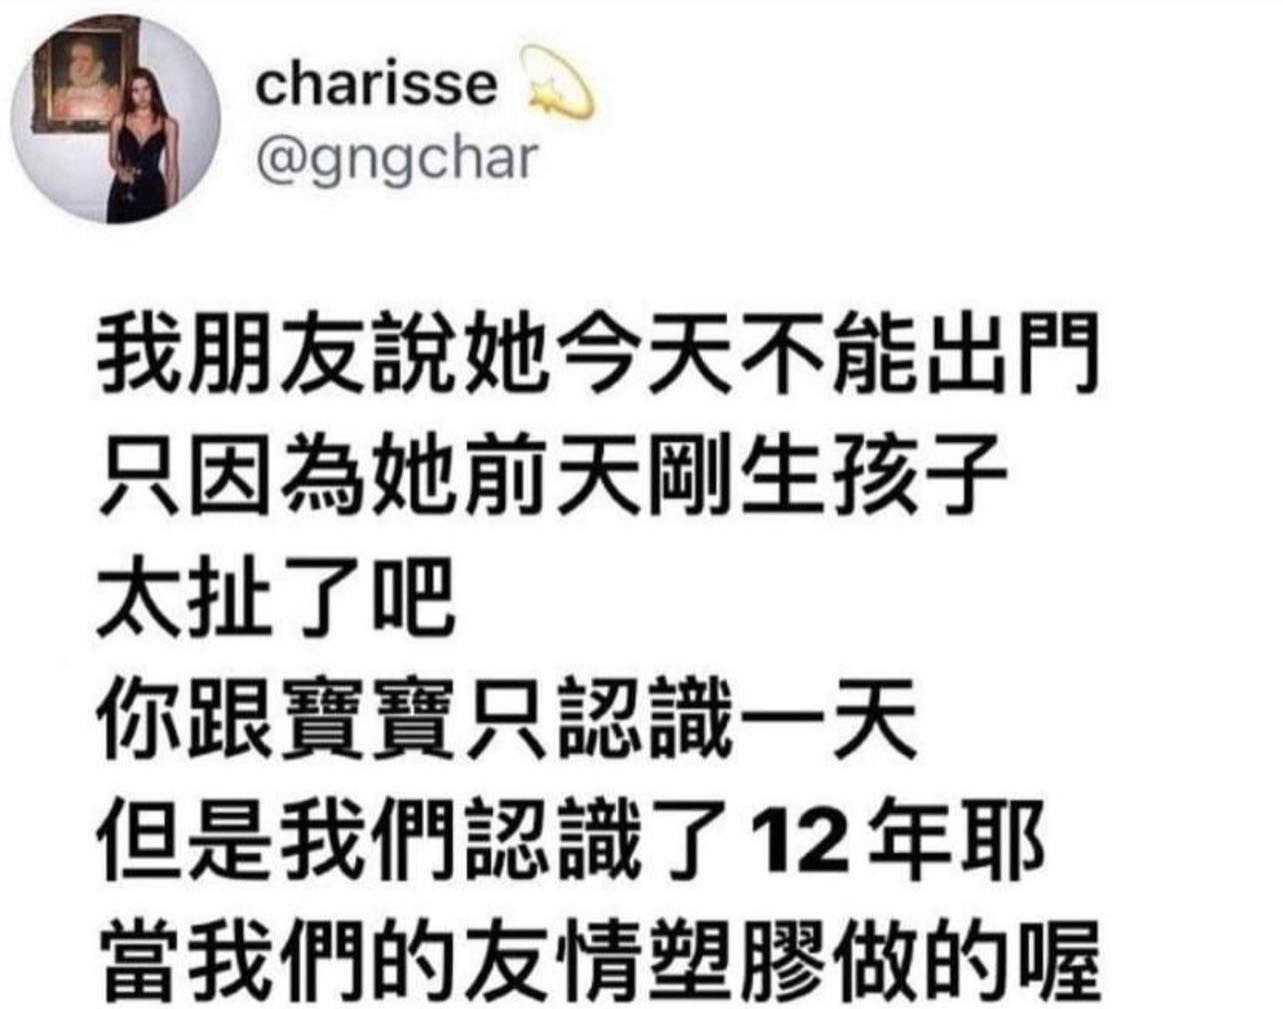 charisse 💫
@gngchar
我朋友說她今天不能出門
只因為她前天剛生孩子
太扯了吧
你跟寶寶只認識一天
但是我們認識了12年耶
當我們的友情塑膠做的喔